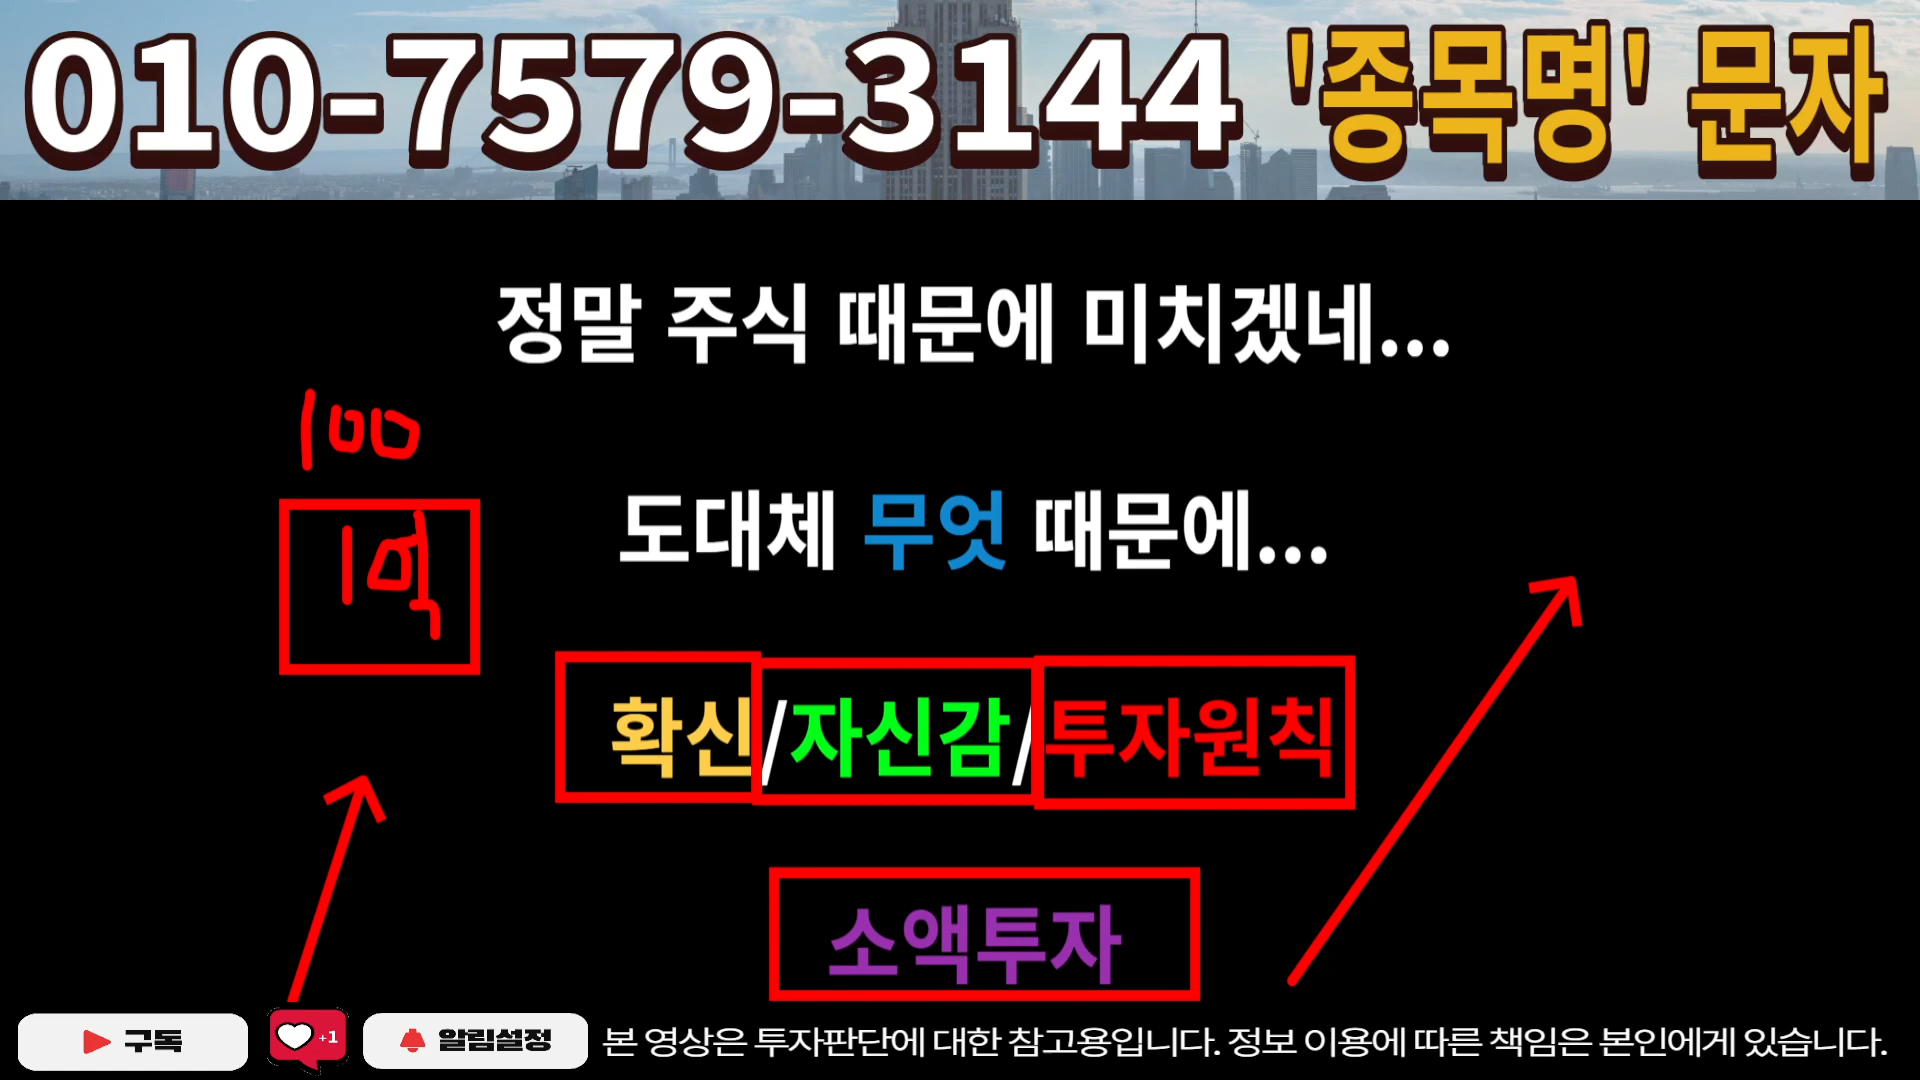 010-7579-3144 '종목명' 문자
정말 주식 때문에 미치겠네...
100
1억
도대체 무엇 때문에...
확신/자신감/투자원칙
소액투자
구독
+1
알림설정
본 영상은 투자판단에 대한 참고용입니다. 정보 이용에 따른 책임은 본인에게 있습니다.